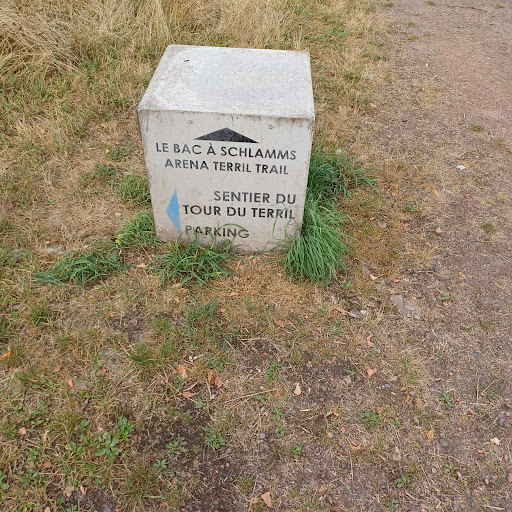 LE BAC À SCHLAMMS
ARENA TERRIL TRAIL
SENTIER DU
TOUR DU TERRIL
PARKING